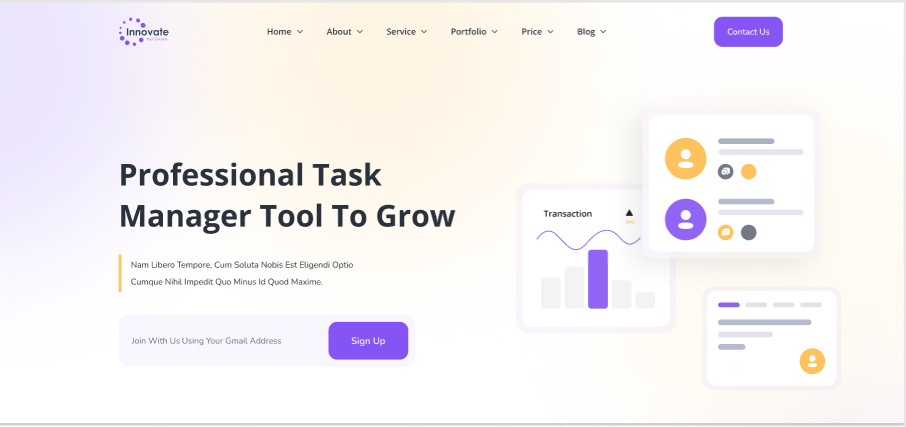 Innovate
Home
About
Service
Portfolio
Price
Blog
Contact Us
Professional Task
Manager Tool To Grow
Nam Libero Tempore, Cum Soluta Nobis Est Eligendi Optio
Cumque Nihil Impedit Quo Minus Id Quod Maxime.
Join With Us Using Your Gmail Address
Sign Up
Transaction